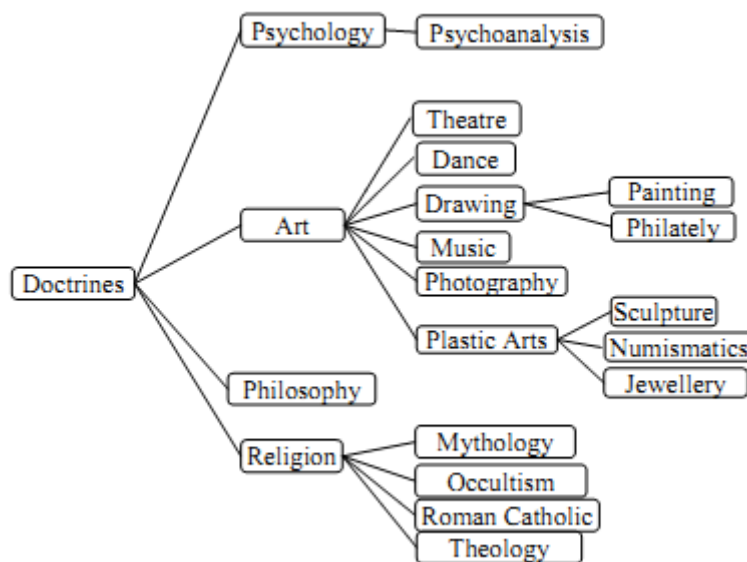 Psychology
Psychoanalysis
Theatre
Dance
Drawing
Painting
Philately
Art
Music
Photography
Doctrines
Plastic Arts
Sculpture
Numismatics
Jewellery
Philosophy
Religion
Mythology
Occultism
Roman Catholic
Theology